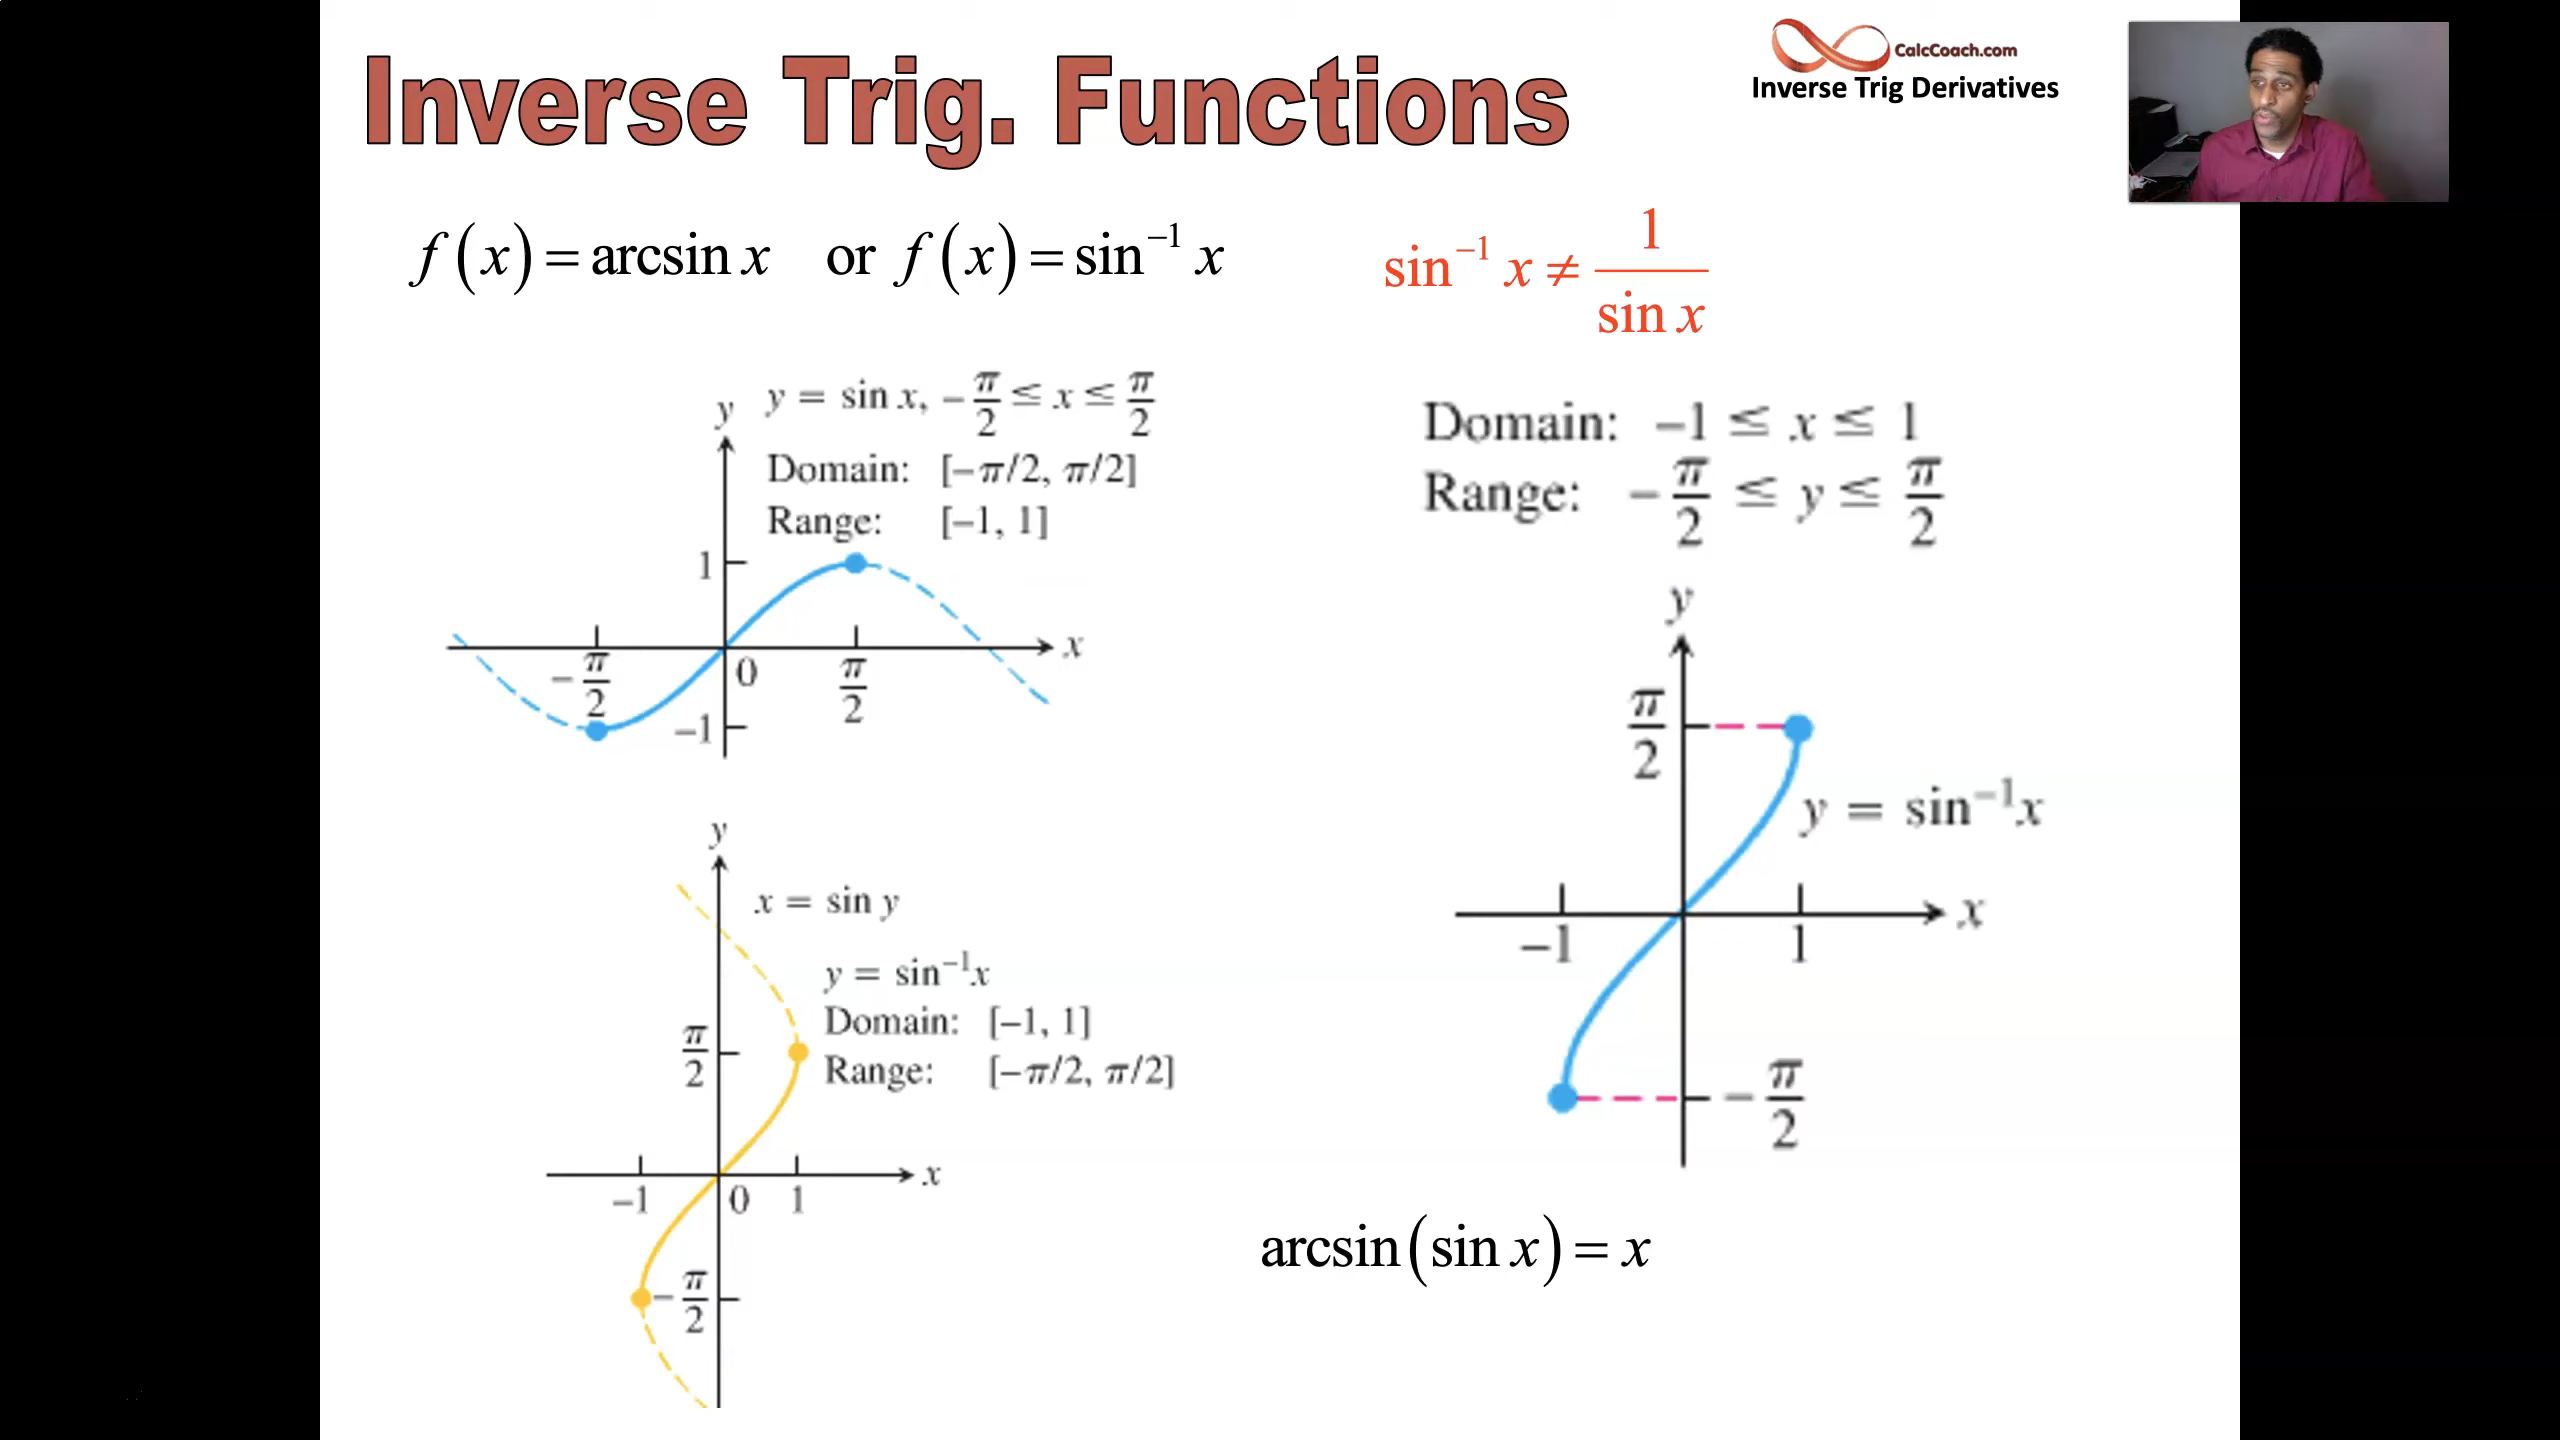 Inverse Trig. Functions
CalcCoach.com
Inverse Trig Derivatives
f(x) = arcsin x or f(x) = sin⁻¹ x
sin⁻¹ x ≠ 1/sin x
y
y = sin x, −π/2 ≤ x ≤ π/2
Domain: [−π/2, π/2]
Range: [−1, 1]
1
x
−π/2
0
π/2
−1
Domain: −1 ≤ x ≤ 1
Range: −π/2 ≤ y ≤ π/2
y
π/2
y = sin⁻¹x
x
−1
1
−π/2
y
x = sin y
y = sin⁻¹x
Domain: [−1, 1]
Range: [−π/2, π/2]
π/2
x
−1
0
1
−π/2
arcsin(sin x) = x